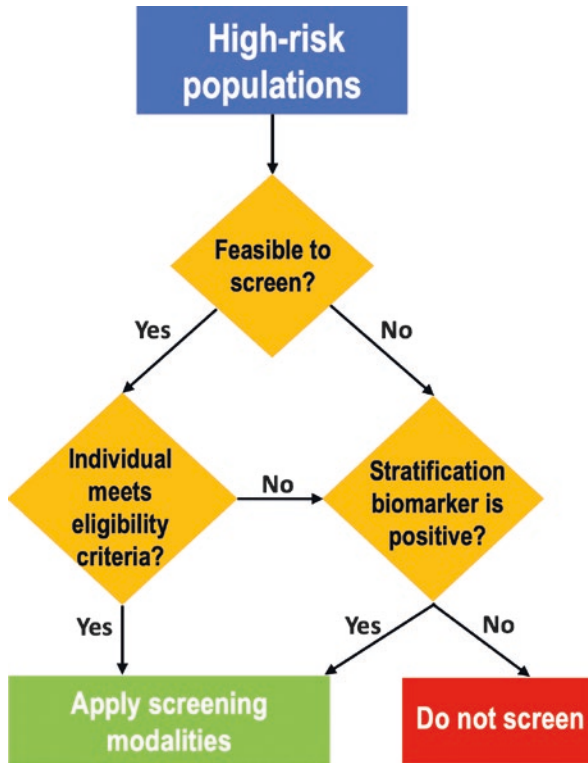 High-risk
populations
Feasible to
screen?
Yes
No
Individual
meets
eligibility
criteria?
No
Stratification
biomarker is
positive?
Yes
Yes
No
Apply screening
modalities
Do not screen